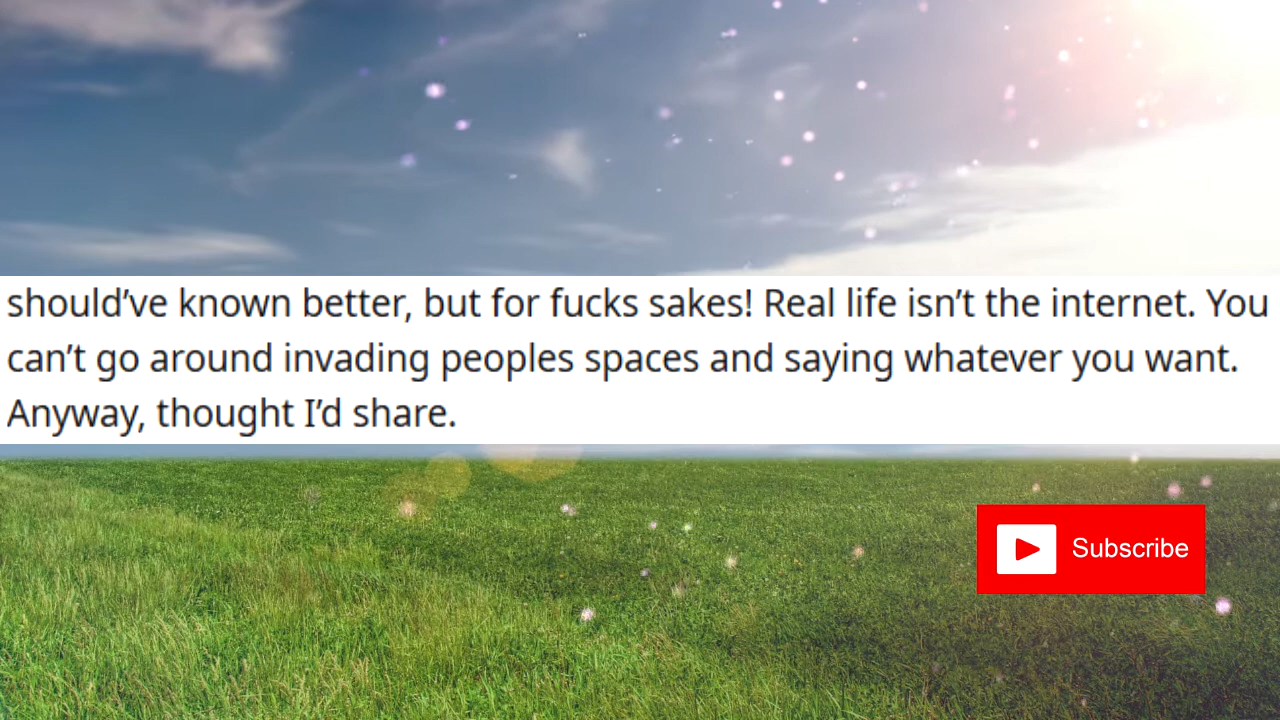 should’ve known better, but for fucks sakes! Real life isn’t the internet. You
can’t go around invading peoples spaces and saying whatever you want.
Anyway, thought I’d share.
Subscribe